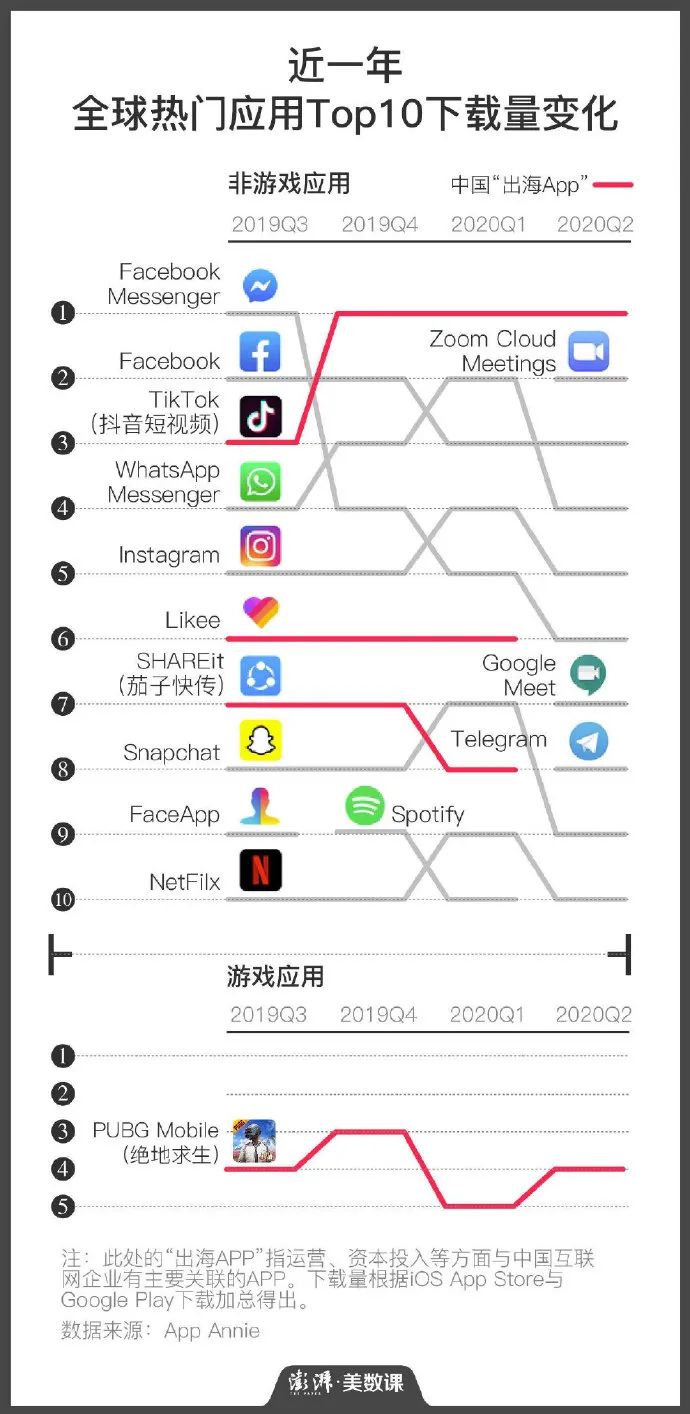 近一年
全球热门应用Top10下载量变化
非游戏应用
中国“出海App”
2019Q3 2019Q4 2020Q1 2020Q2
Facebook
Messenger
1
Zoom Cloud
Meetings
Facebook
2
TikTok
（抖音短视频）
3
WhatsApp
Messenger
4
Instagram
5
Likee
6
SHAREit
（茄子快传）
Google
Meet
7
Telegram
Snapchat
8
FaceApp
Spotify
9
NetFilx
10
游戏应用
2019Q3 2019Q4 2020Q1 2020Q2
1
2
3
PUBG Mobile
（绝地求生）
4
5
注：此处的“出海APP”指运营、资本投入等方面与中国互联
网企业有主要关联的APP。下载量根据iOS App Store与
Google Play下载加总得出。
数据来源：App Annie
澎湃·美数课
THE PAPER